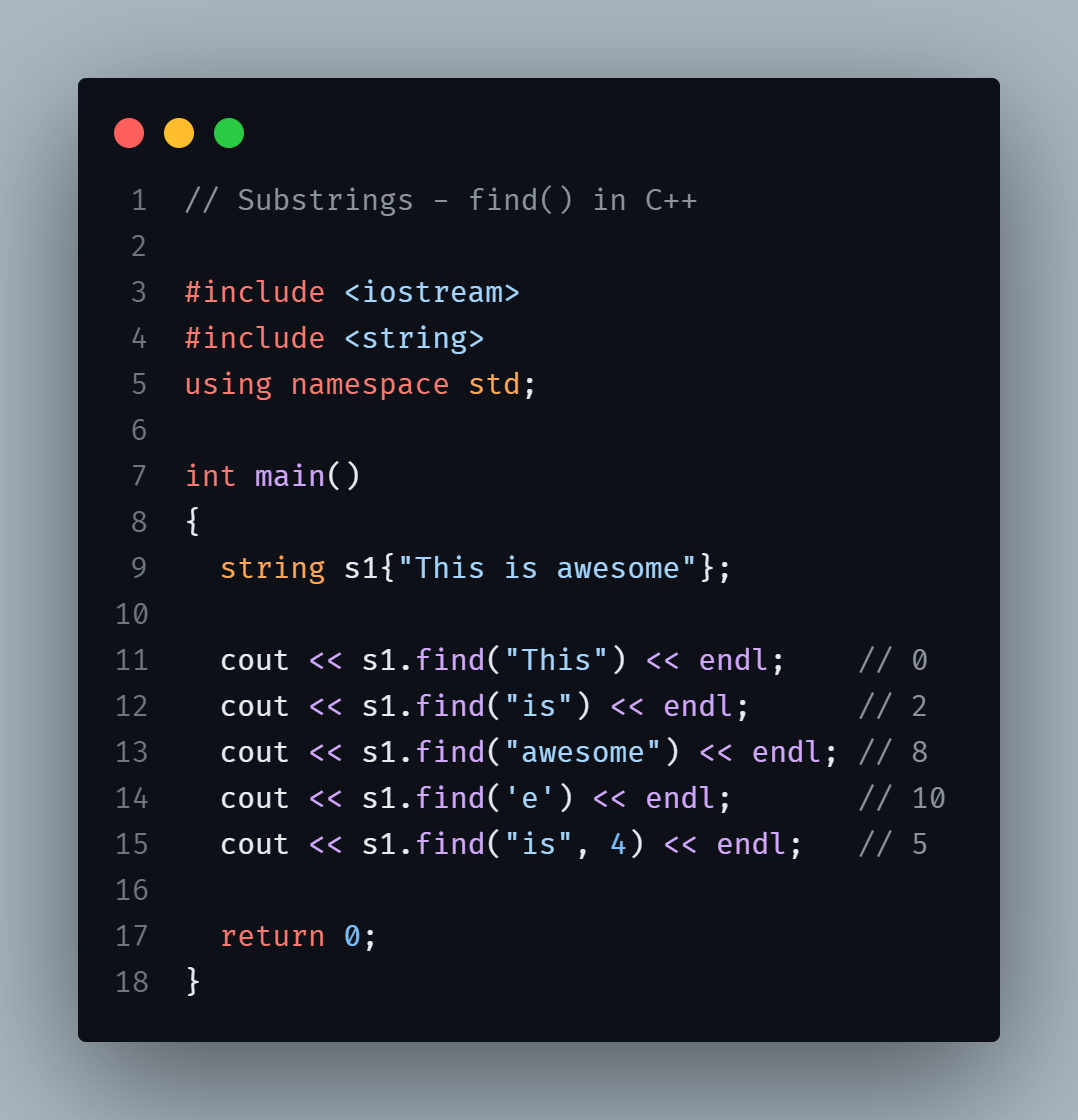 1 // Substrings - find() in C++
2
3 #include <iostream>
4 #include <string>
5 using namespace std;
6
7 int main()
8 {
9   string s1{"This is awesome"};
10
11   cout << s1.find("This") << endl;    // 0
12   cout << s1.find("is") << endl;      // 2
13   cout << s1.find("awesome") << endl; // 8
14   cout << s1.find('e') << endl;       // 10
15   cout << s1.find("is", 4) << endl;   // 5
16
17   return 0;
18 }